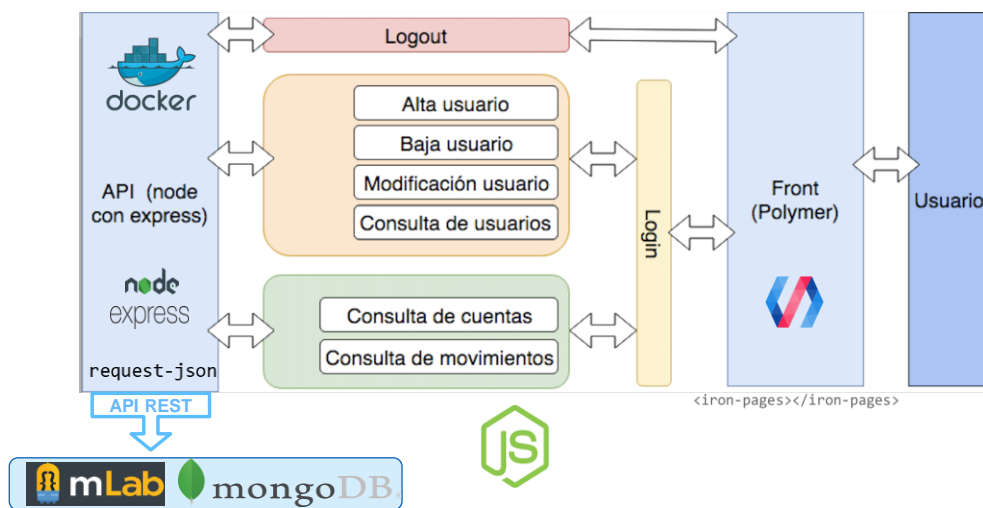 docker
API (node
con express)
node
express
request-json
API REST
mLab
mongoDB.
Logout
Alta usuario
Baja usuario
Modificación usuario
Consulta de usuarios
Consulta de cuentas
Consulta de movimientos
Login
JS
Front
(Polymer)
<iron-pages></iron-pages>
Usuario